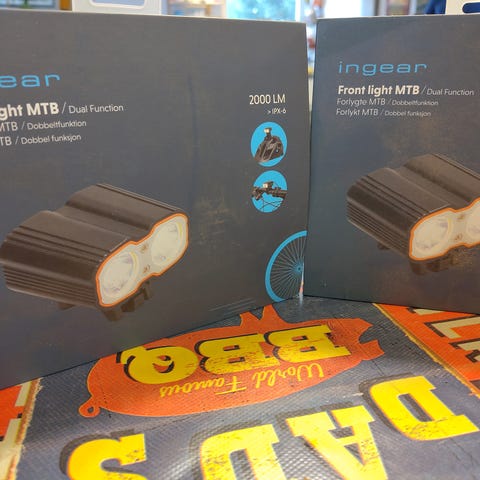 ear
ght MTB / Dual Function
MTB / Dobbeltfunktion
TB / Dobbel funksjon
2000 LM
> IPX-6
ingear
Front light MTB / Dual Function
Forlygte MTB / Dobbeltfunktion
Forlykt MTB / Dobbel funksjon
World Famous
BBQ
DAD'S